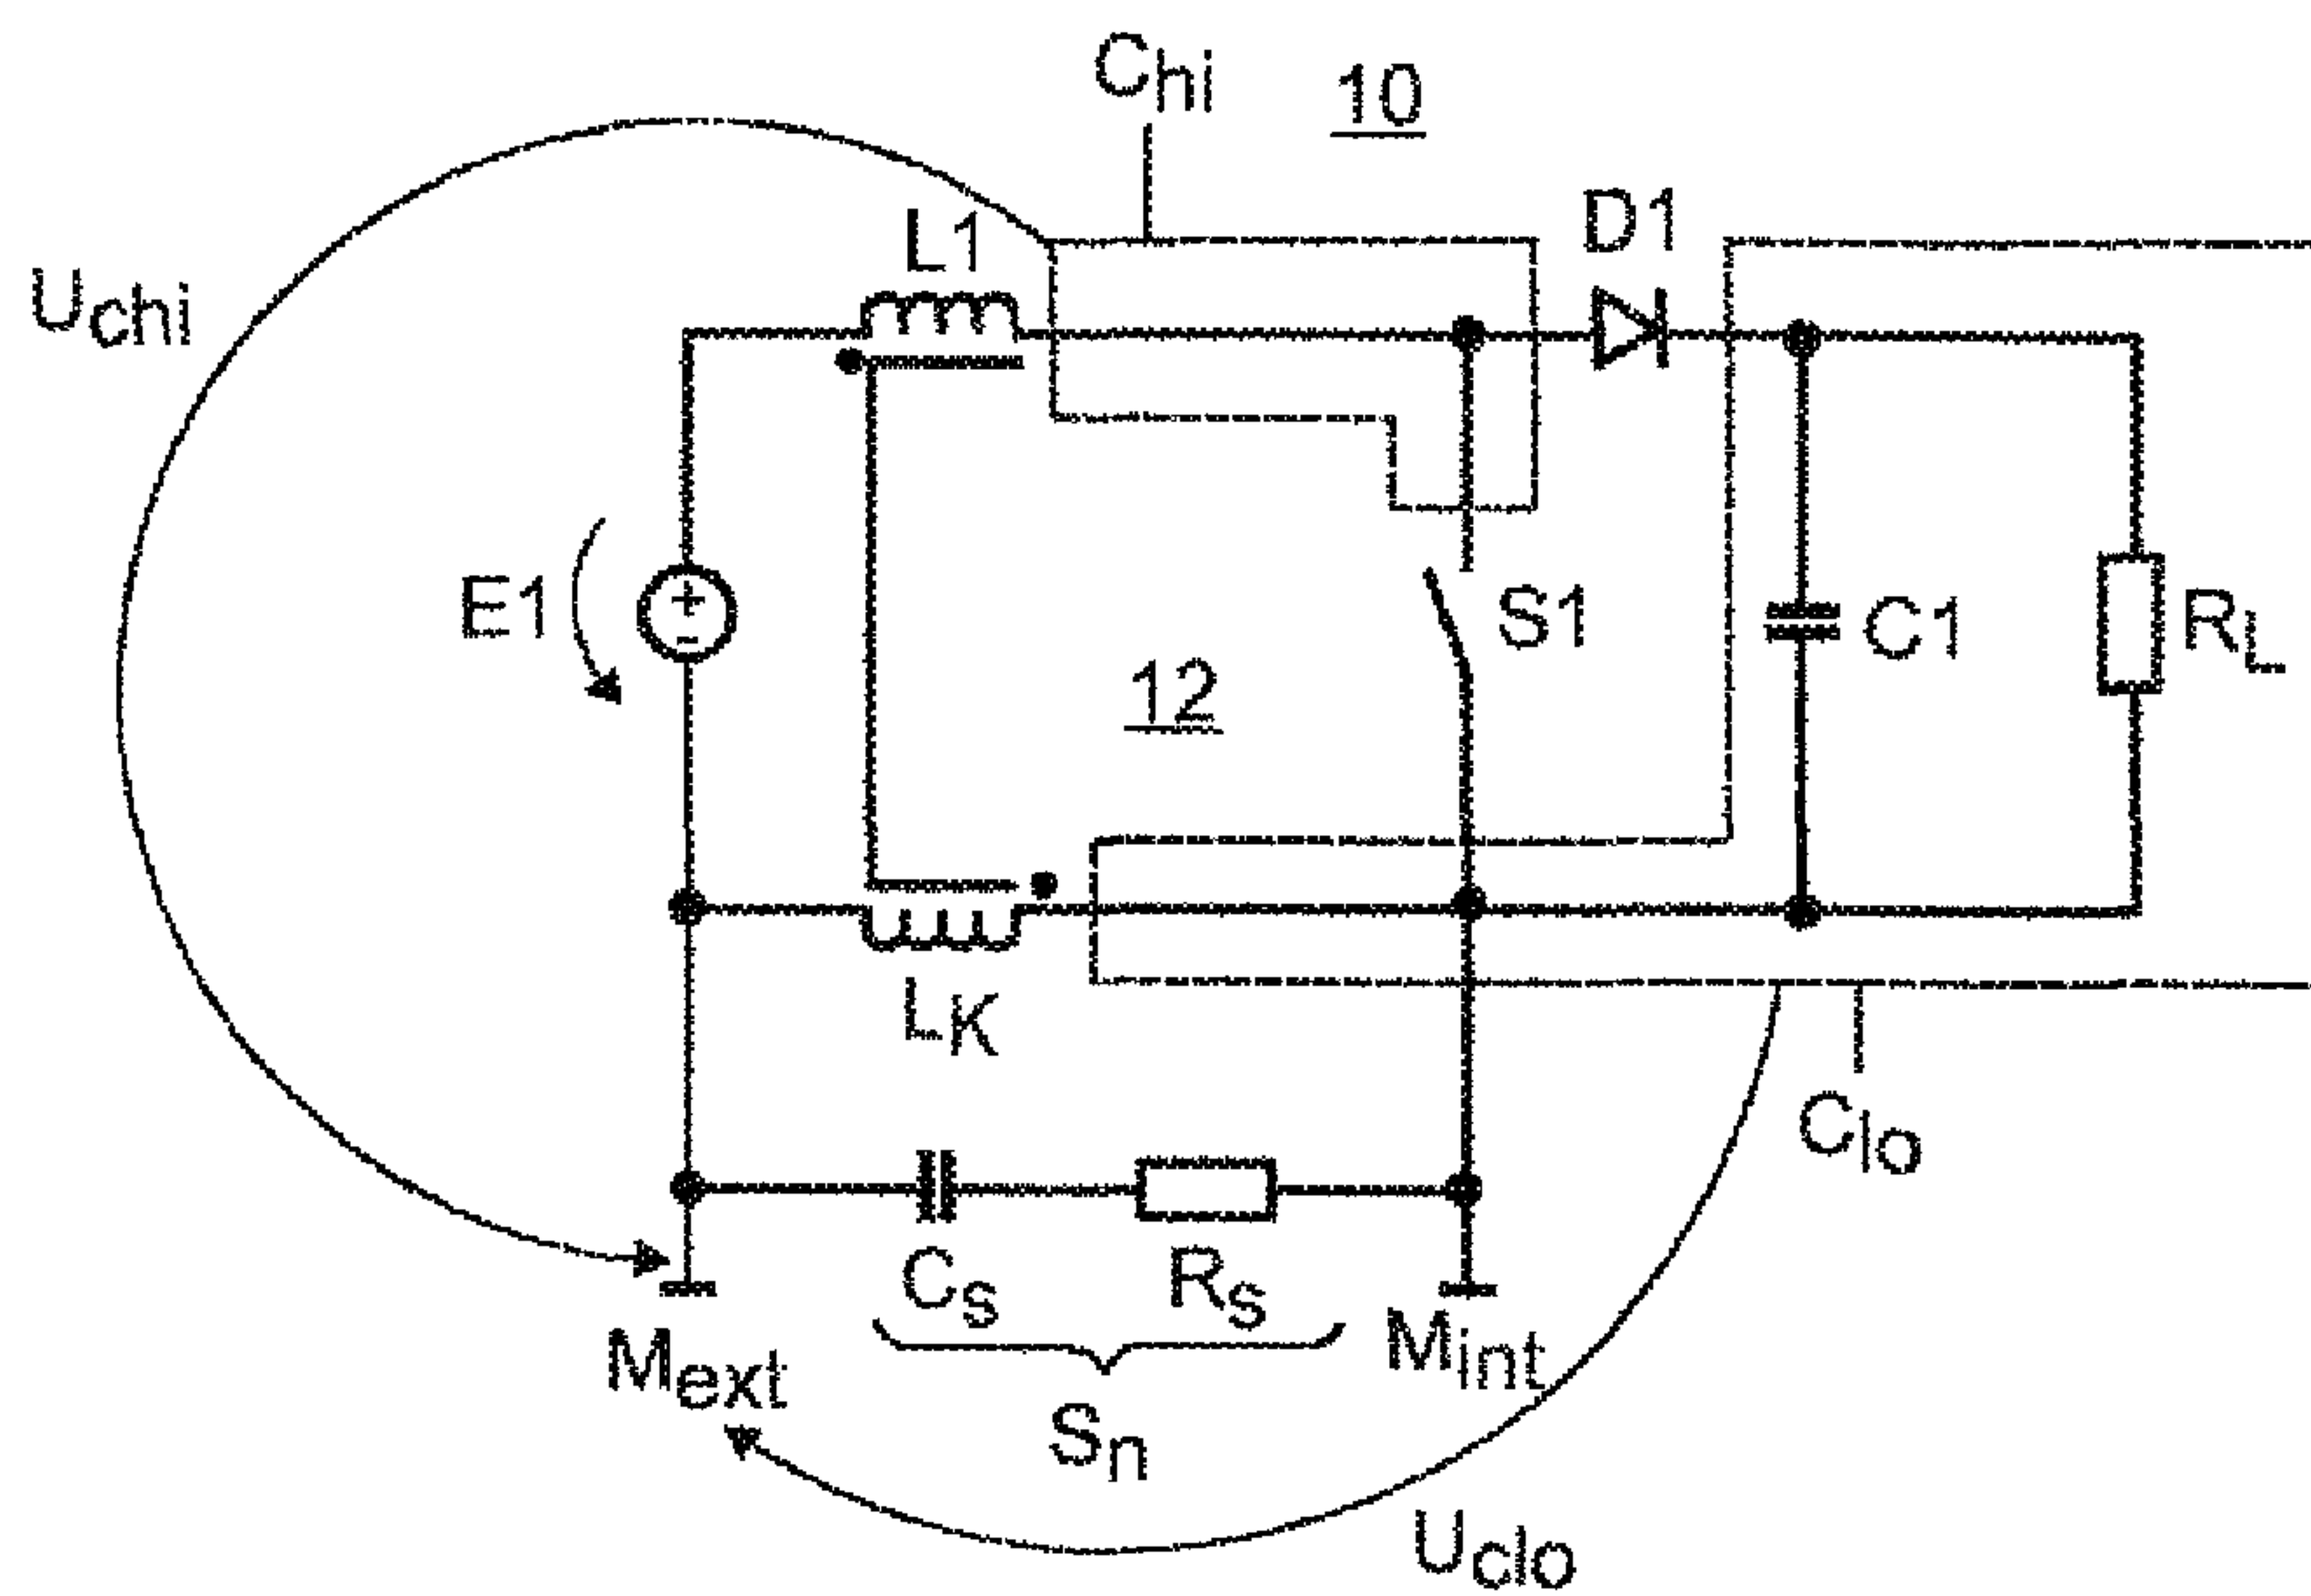 Chi
10
D1
L1
Uchi
E1
+
-
S1
C1
RL
12
LK
Clo
Cs
Rs
Mext
Mint
Sn
Uclo